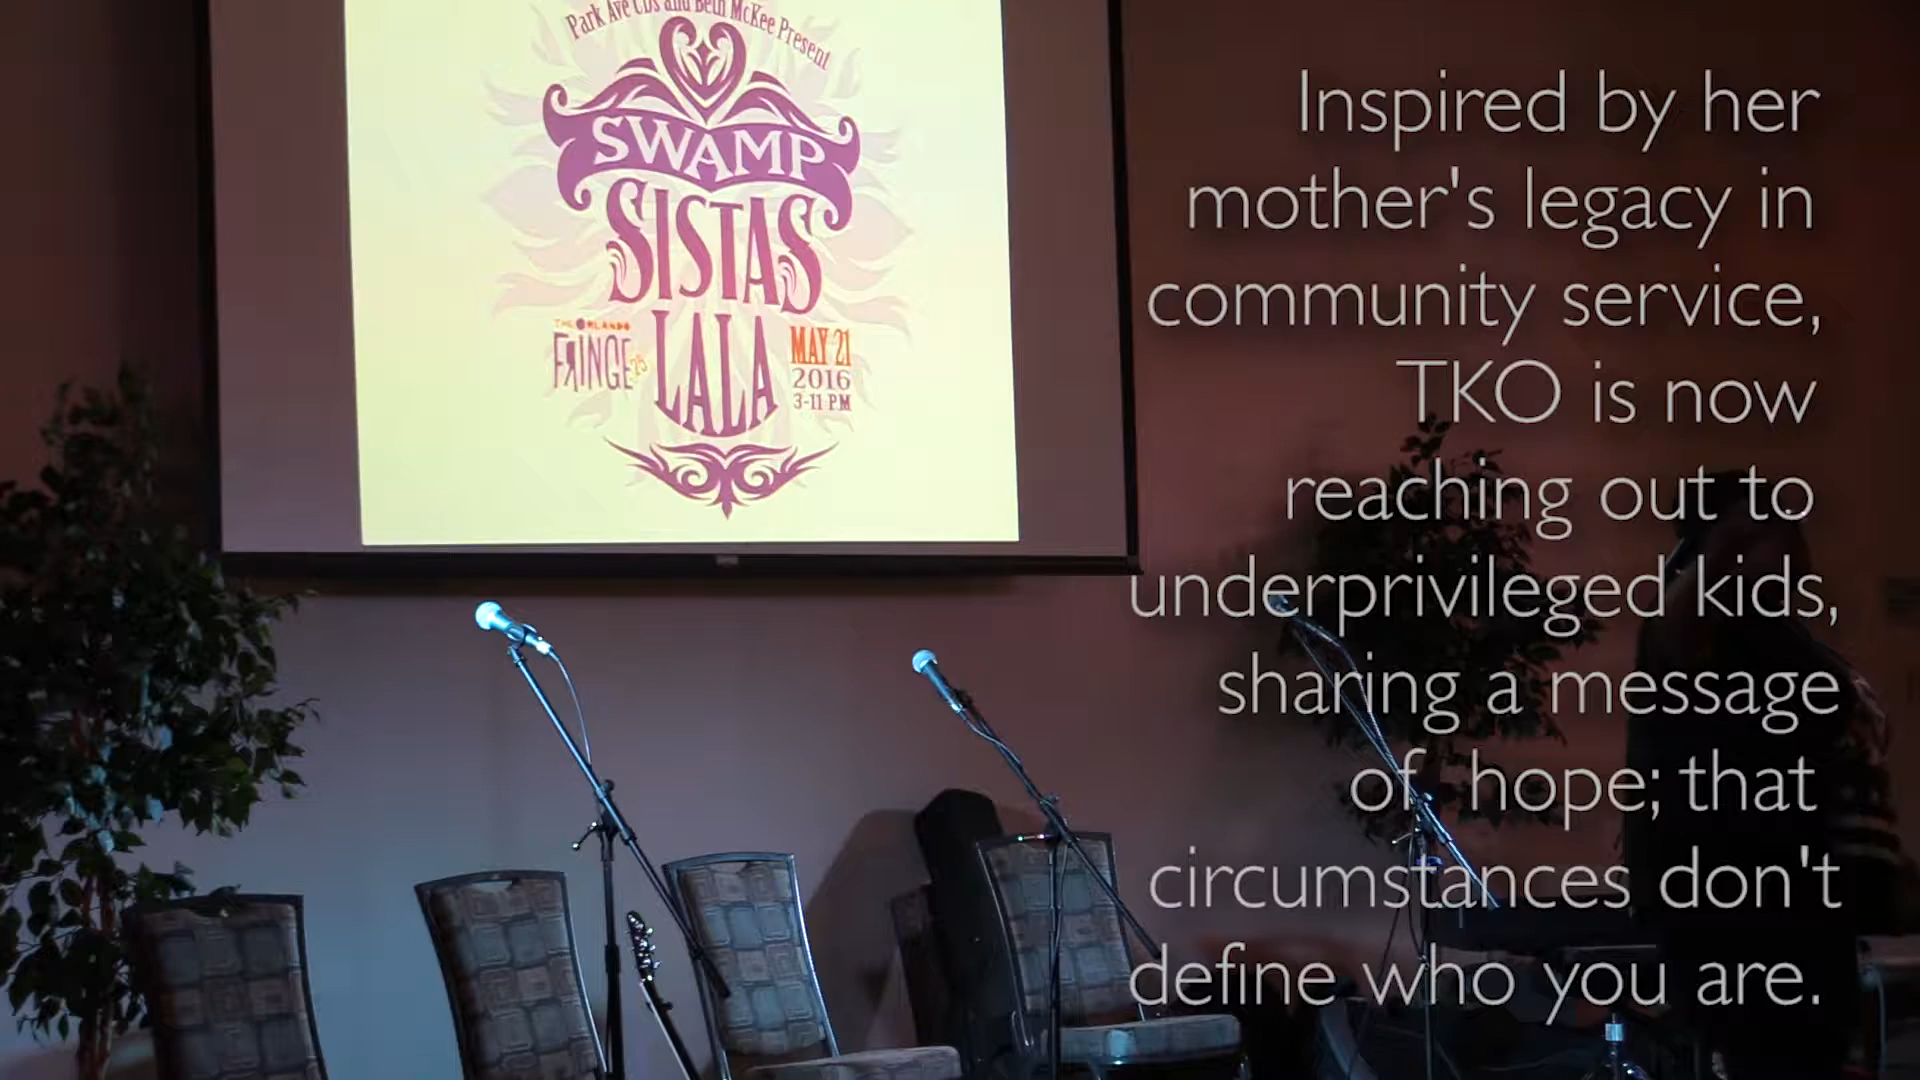 Park Ave CDs and Beth McKee Present
SWAMP
SISTAS
LALA
THE ORLANDO
FRINGE 25
MAY 21
2016
3-11 PM
Inspired by her
mother's legacy in
community service,
TKO is now
reaching out to
underprivileged kids,
sharing a message
of hope; that
circumstances don't
define who you are.